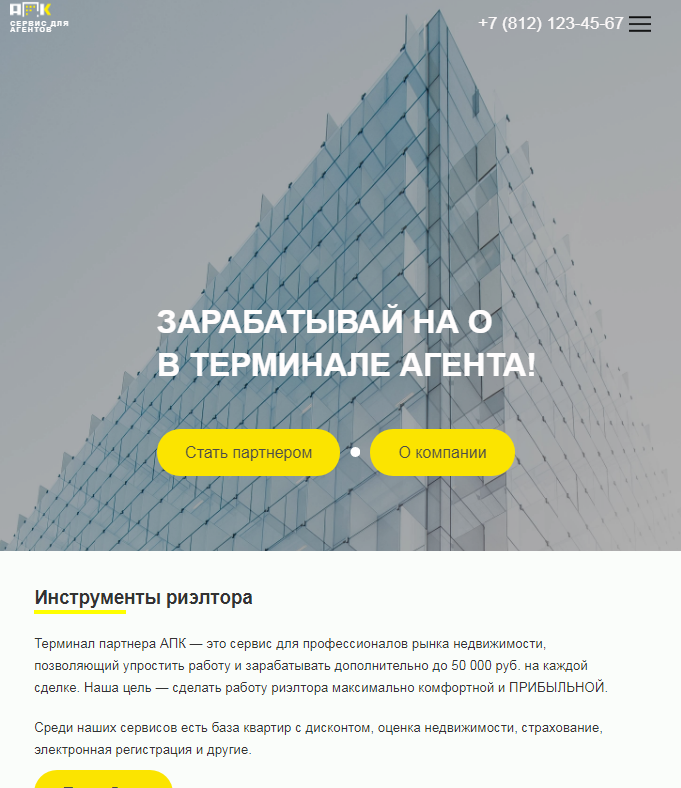 АПК
СЕРВИС ДЛЯ
АГЕНТОВ
+7 (812) 123-45-67
ЗАРАБАТЫВАЙ НА О
В ТЕРМИНАЛЕ АГЕНТА!
Стать партнером
О компании
Инструменты риэлтора
Терминал партнера АПК — это сервис для профессионалов рынка недвижимости,
позволяющий упростить работу и зарабатывать дополнительно до 50 000 руб. на каждой
сделке. Наша цель — сделать работу риэлтора максимально комфортной и ПРИБЫЛЬНОЙ.
Среди наших сервисов есть база квартир с дисконтом, оценка недвижимости, страхование,
электронная регистрация и другие.